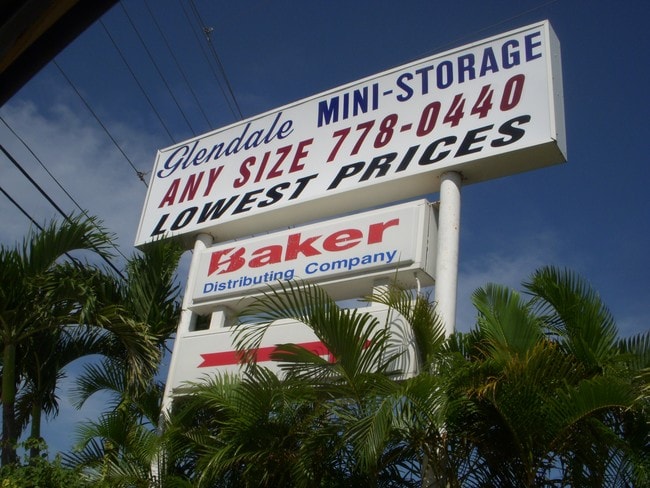 Glendale MINI-STORAGE
ANY SIZE 778-0440
LOWEST PRICES
Baker
Distributing Company